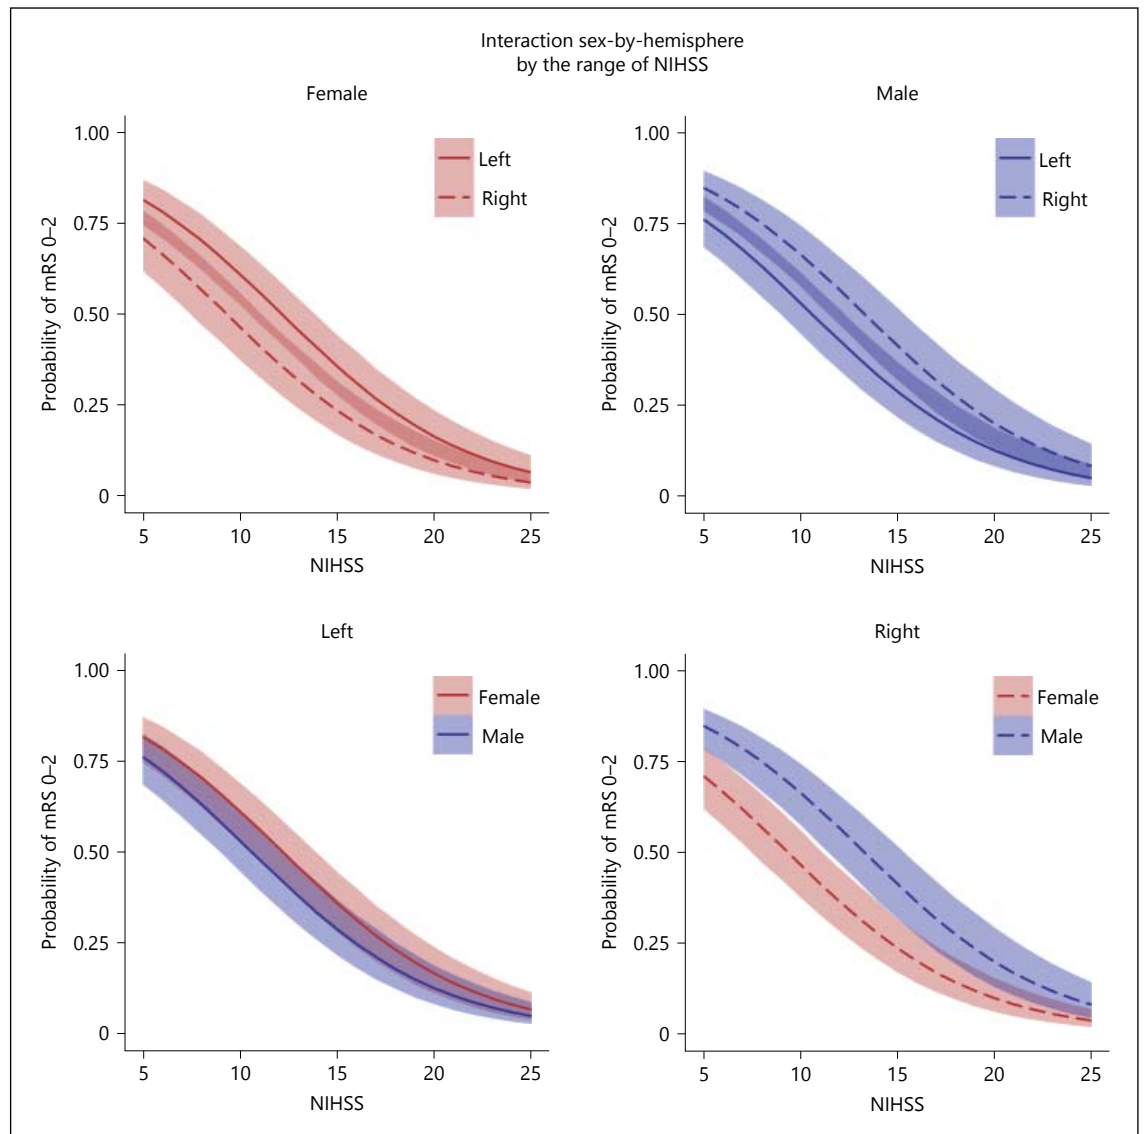 Interaction sex-by-hemisphere
by the range of NIHSS
Female
Probability of mRS 0–2
1.00
0.75
0.50
0.25
0
Left
Right
5 10 15 20 25
NIHSS
Male
Probability of mRS 0–2
1.00
0.75
0.50
0.25
0
Left
Right
5 10 15 20 25
NIHSS
Left
Probability of mRS 0–2
1.00
0.75
0.50
0.25
0
Female
Male
5 10 15 20 25
NIHSS
Right
Probability of mRS 0–2
1.00
0.75
0.50
0.25
0
Female
Male
5 10 15 20 25
NIHSS